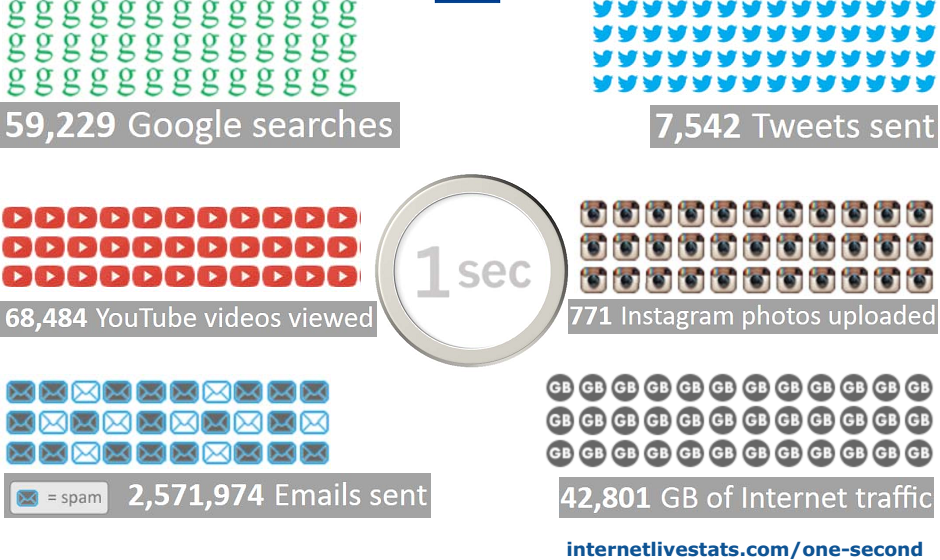 59,229 Google searches
7,542 Tweets sent
1 sec
68,484 YouTube videos viewed
771 Instagram photos uploaded
= spam
2,571,974 Emails sent
42,801 GB of Internet traffic
internetlivestats.com/one-second